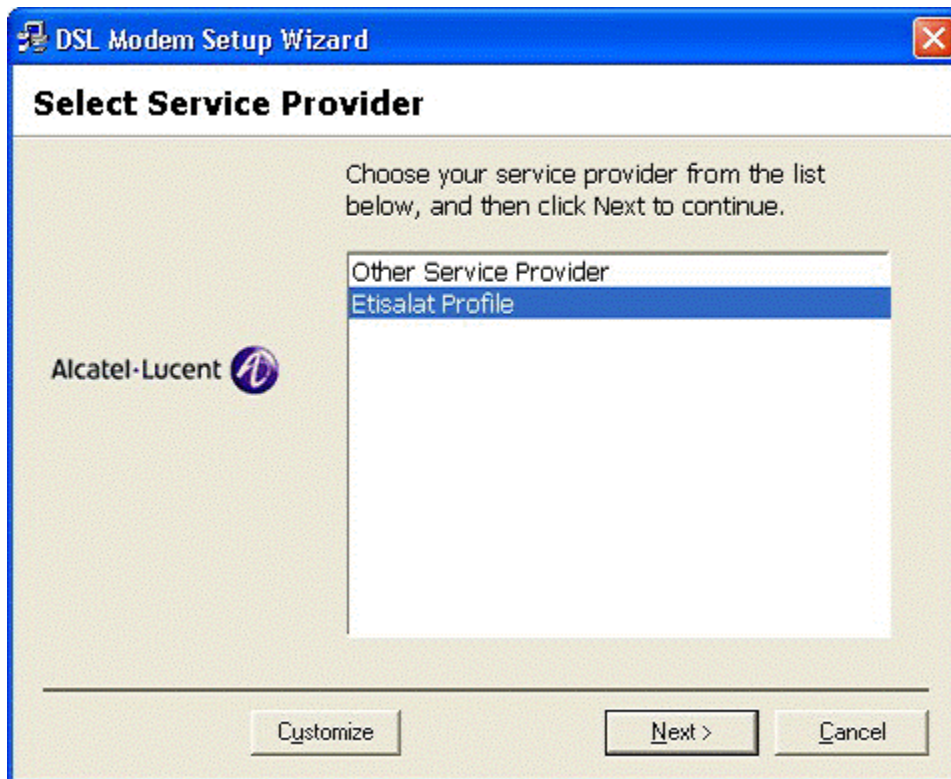 DSL Modem Setup Wizard
Select Service Provider
Choose your service provider from the list
below, and then click Next to continue.
Other Service Provider
Etisalat Profile
Alcatel·Lucent
Customize
Next >
Cancel